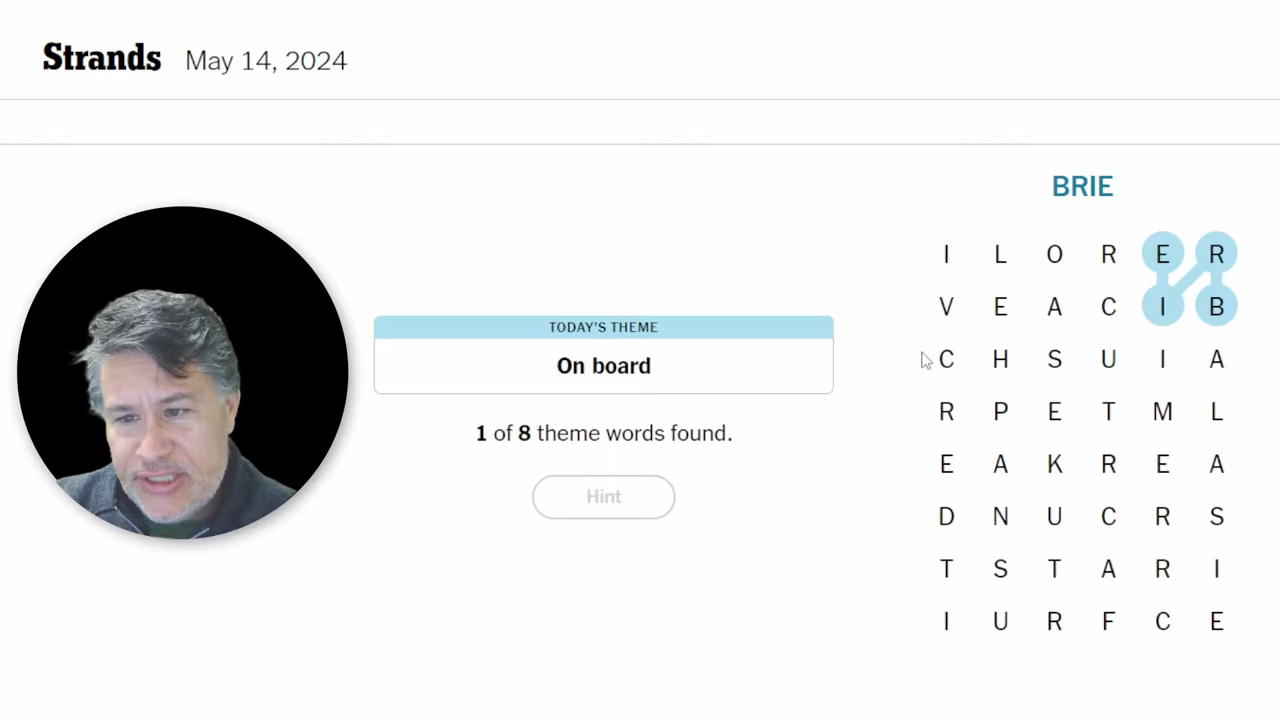 Strands May 14, 2024
BRIE
I L O R E R
V E A C I B
TODAY'S THEME
On board
C H S U I A
R P E T M L
1 of 8 theme words found.
E A K R E A
Hint
D N U C R S
T S T A R I
I U R F C E